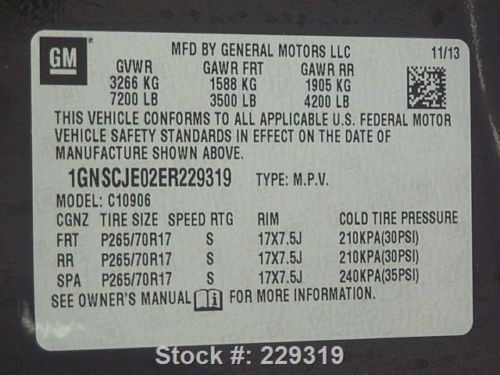 GM
MFD BY GENERAL MOTORS LLC 11/13
GVWR GAWR FRT GAWR RR
3266 KG 1588 KG 1905 KG
7200 LB 3500 LB 4200 LB
THIS VEHICLE CONFORMS TO ALL APPLICABLE U.S. FEDERAL MOTOR
VEHICLE SAFETY STANDARDS IN EFFECT ON THE DATE OF
MANUFACTURE SHOWN ABOVE.
1GNSCJE02ER229319 TYPE: M.P.V.
MODEL: C10906
CGNZ TIRE SIZE SPEED RTG RIM COLD TIRE PRESSURE
FRT P265/70R17 S 17X7.5J 210KPA(30PSI)
RR P265/70R17 S 17X7.5J 210KPA(30PSI)
SPA P265/70R17 S 17X7.5J 240KPA(35PSI)
SEE OWNER'S MANUAL FOR MORE INFORMATION.
Stock #: 229319